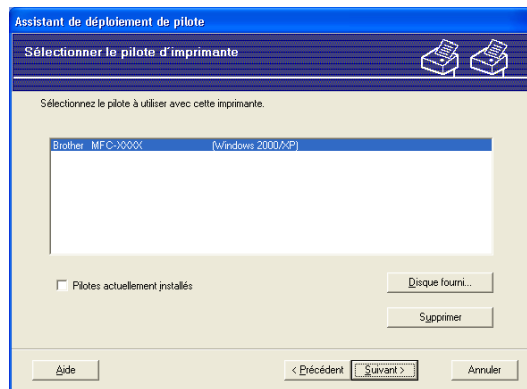 Assistant de déploiement de pilote
Sélectionner le pilote d'imprimante
Sélectionnez le pilote à utiliser avec cette imprimante.
Brother MFC-XXXX (Windows 2000/XP)
Pilotes actuellement installés
Disque fourni...
Supprimer
Aide
< Précédent
Suivant >
Annuler